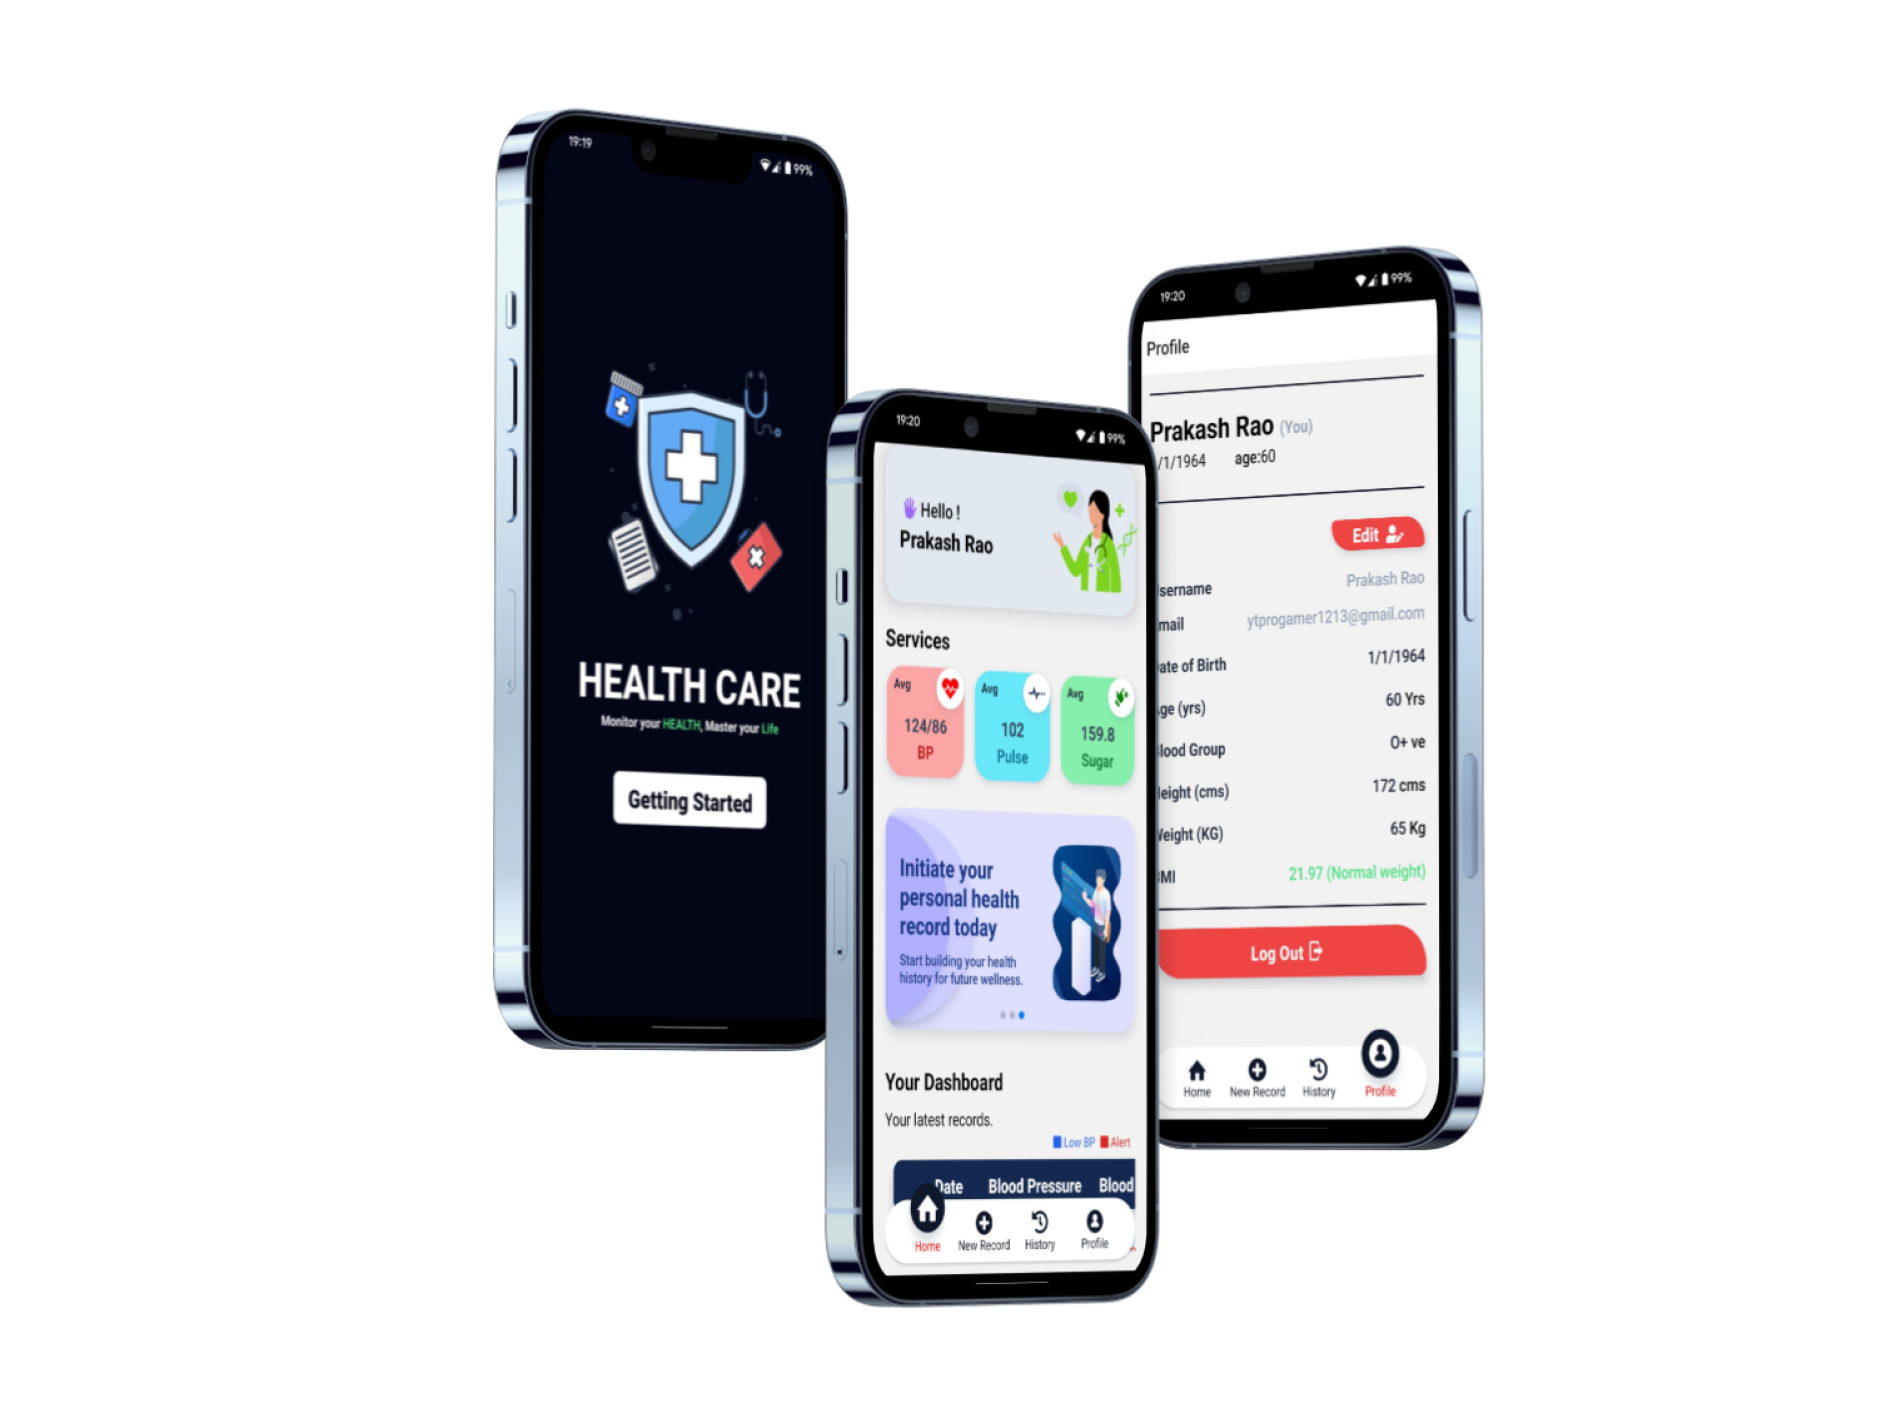 19:19
99%
HEALTH CARE
Monitor your HEALTH, Master your Life
Getting Started
19:20
99%
Hello !
Prakash Rao
Services
Avg
124/86
BP
Avg
102
Pulse
Avg
159.8
Sugar
Initiate your
personal health
record today
Start building your health
history for future wellness.
Your Dashboard
Your latest records.
Low BP Alert
Date Blood Pressure Blood
Home New Record History Profile
19:20
99%
Profile
Prakash Rao (You)
/1/1964 age:60
Edit
sername Prakash Rao
mail ytprogamer1213@gmail.com
ate of Birth 1/1/1964
ge (yrs) 60 Yrs
lood Group O+ ve
eight (cms) 172 cms
eight (KG) 65 Kg
MI 21.97 (Normal weight)
Log Out
Home New Record History Profile